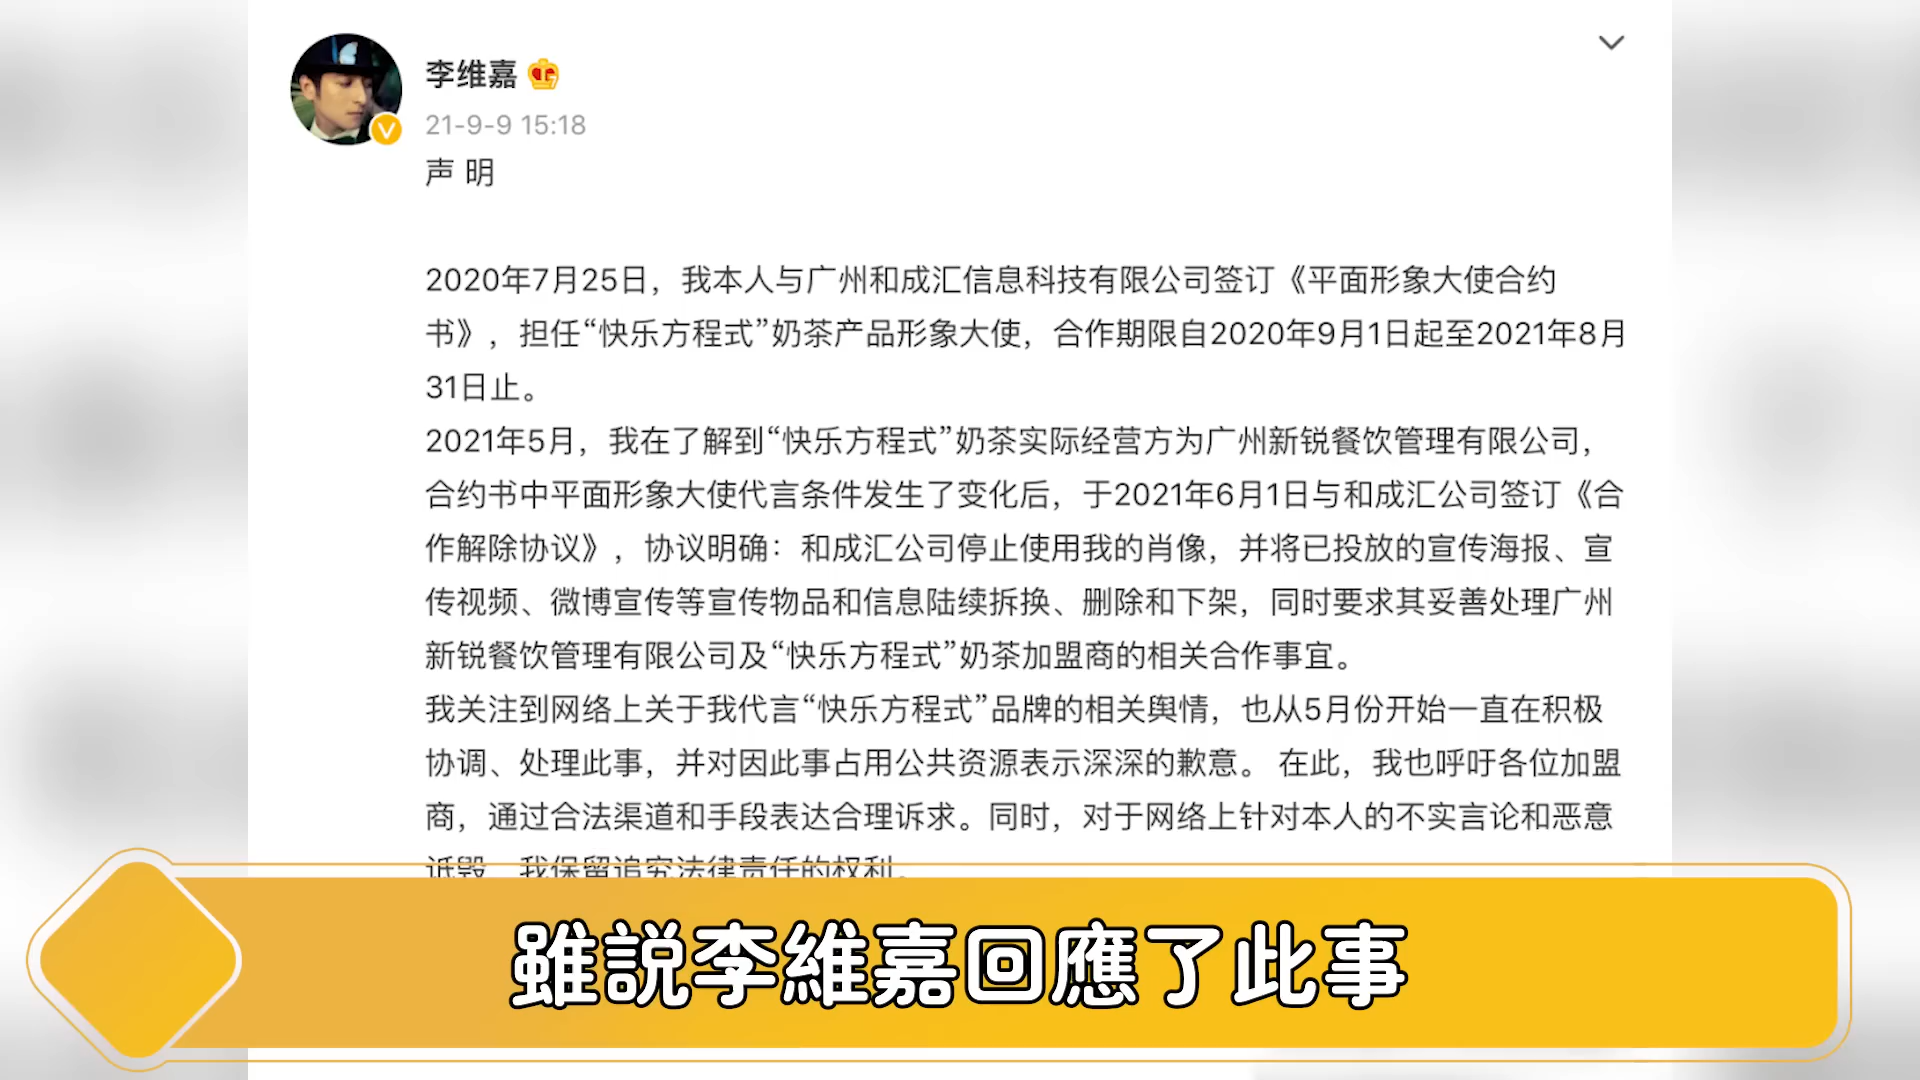 李维嘉
21-9-9 15:18
声 明
2020年7月25日，我本人与广州和成汇信息科技有限公司签订《平面形象大使合约
书》，担任“快乐方程式”奶茶产品形象大使，合作期限自2020年9月1日起至2021年8月
31日止。
2021年5月，我在了解到“快乐方程式”奶茶实际经营方为广州新锐餐饮管理有限公司，
合约书中平面形象大使代言条件发生了变化后，于2021年6月1日与和成汇公司签订《合
作解除协议》，协议明确：和成汇公司停止使用我的肖像，并将已投放的宣传海报、宣
传视频、微博宣传等宣传物品和信息陆续拆换、删除和下架，同时要求其妥善处理广州
新锐餐饮管理有限公司及“快乐方程式”奶茶加盟商的相关合作事宜。
我关注到网络上关于我代言“快乐方程式”品牌的相关舆情，也从5月份开始一直在积极
协调、处理此事，并对因此事占用公共资源表示深深的歉意。 在此，我也呼吁各位加盟
商，通过合法渠道和手段表达合理诉求。同时，对于网络上针对本人的不实言论和恶意
诋毁，我保留追究法律责任的权利。
雖説李維嘉回應了此事